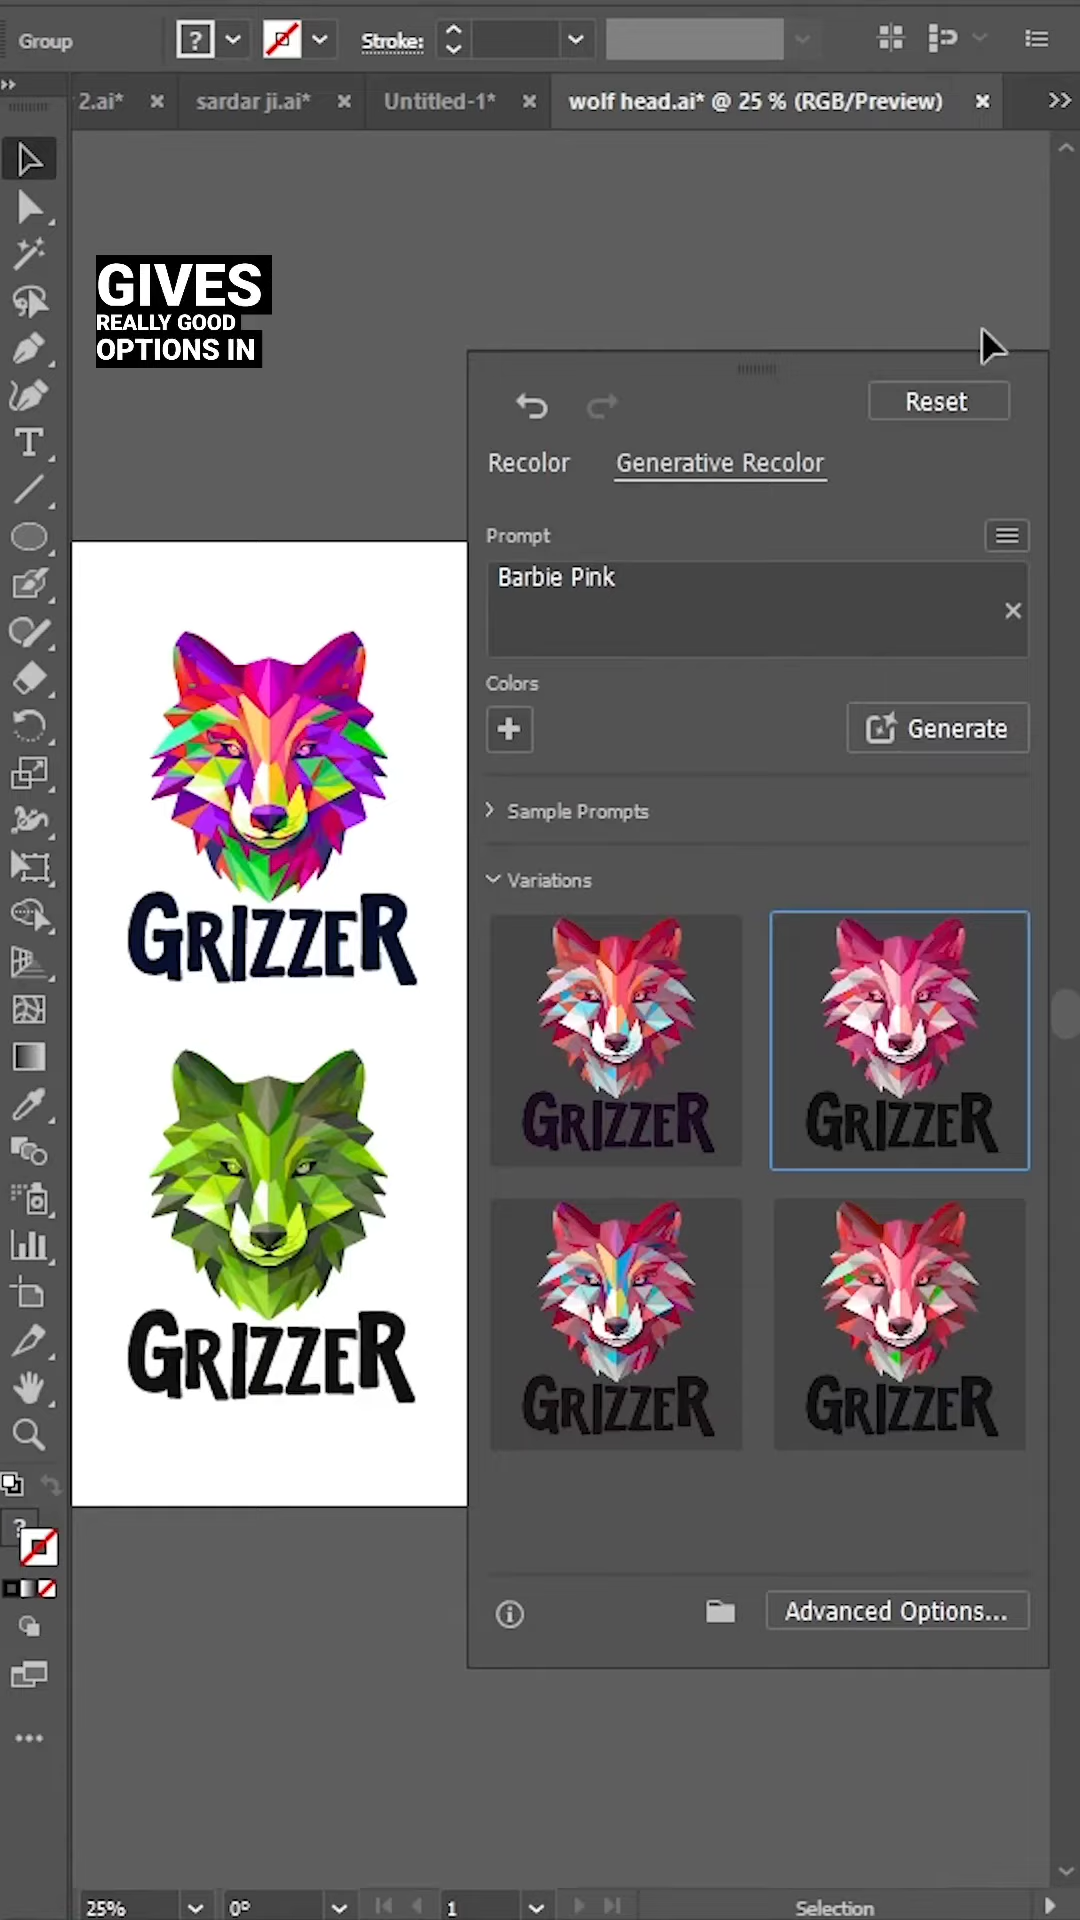 Group
?
Stroke:
2.ai* × sardar ji.ai* × Untitled-1* × wolf head.ai* @ 25 % (RGB/Preview) ×
GIVES
REALLY GOOD
OPTIONS IN
Reset
Recolor Generative Recolor
Prompt
Barbie Pink
Colors
Generate
Sample Prompts
Variations
GRIZZER
GRIZZER
GRIZZER GRIZZER
GRIZZER GRIZZER
Advanced Options...
?
25% 0° 1 Selection